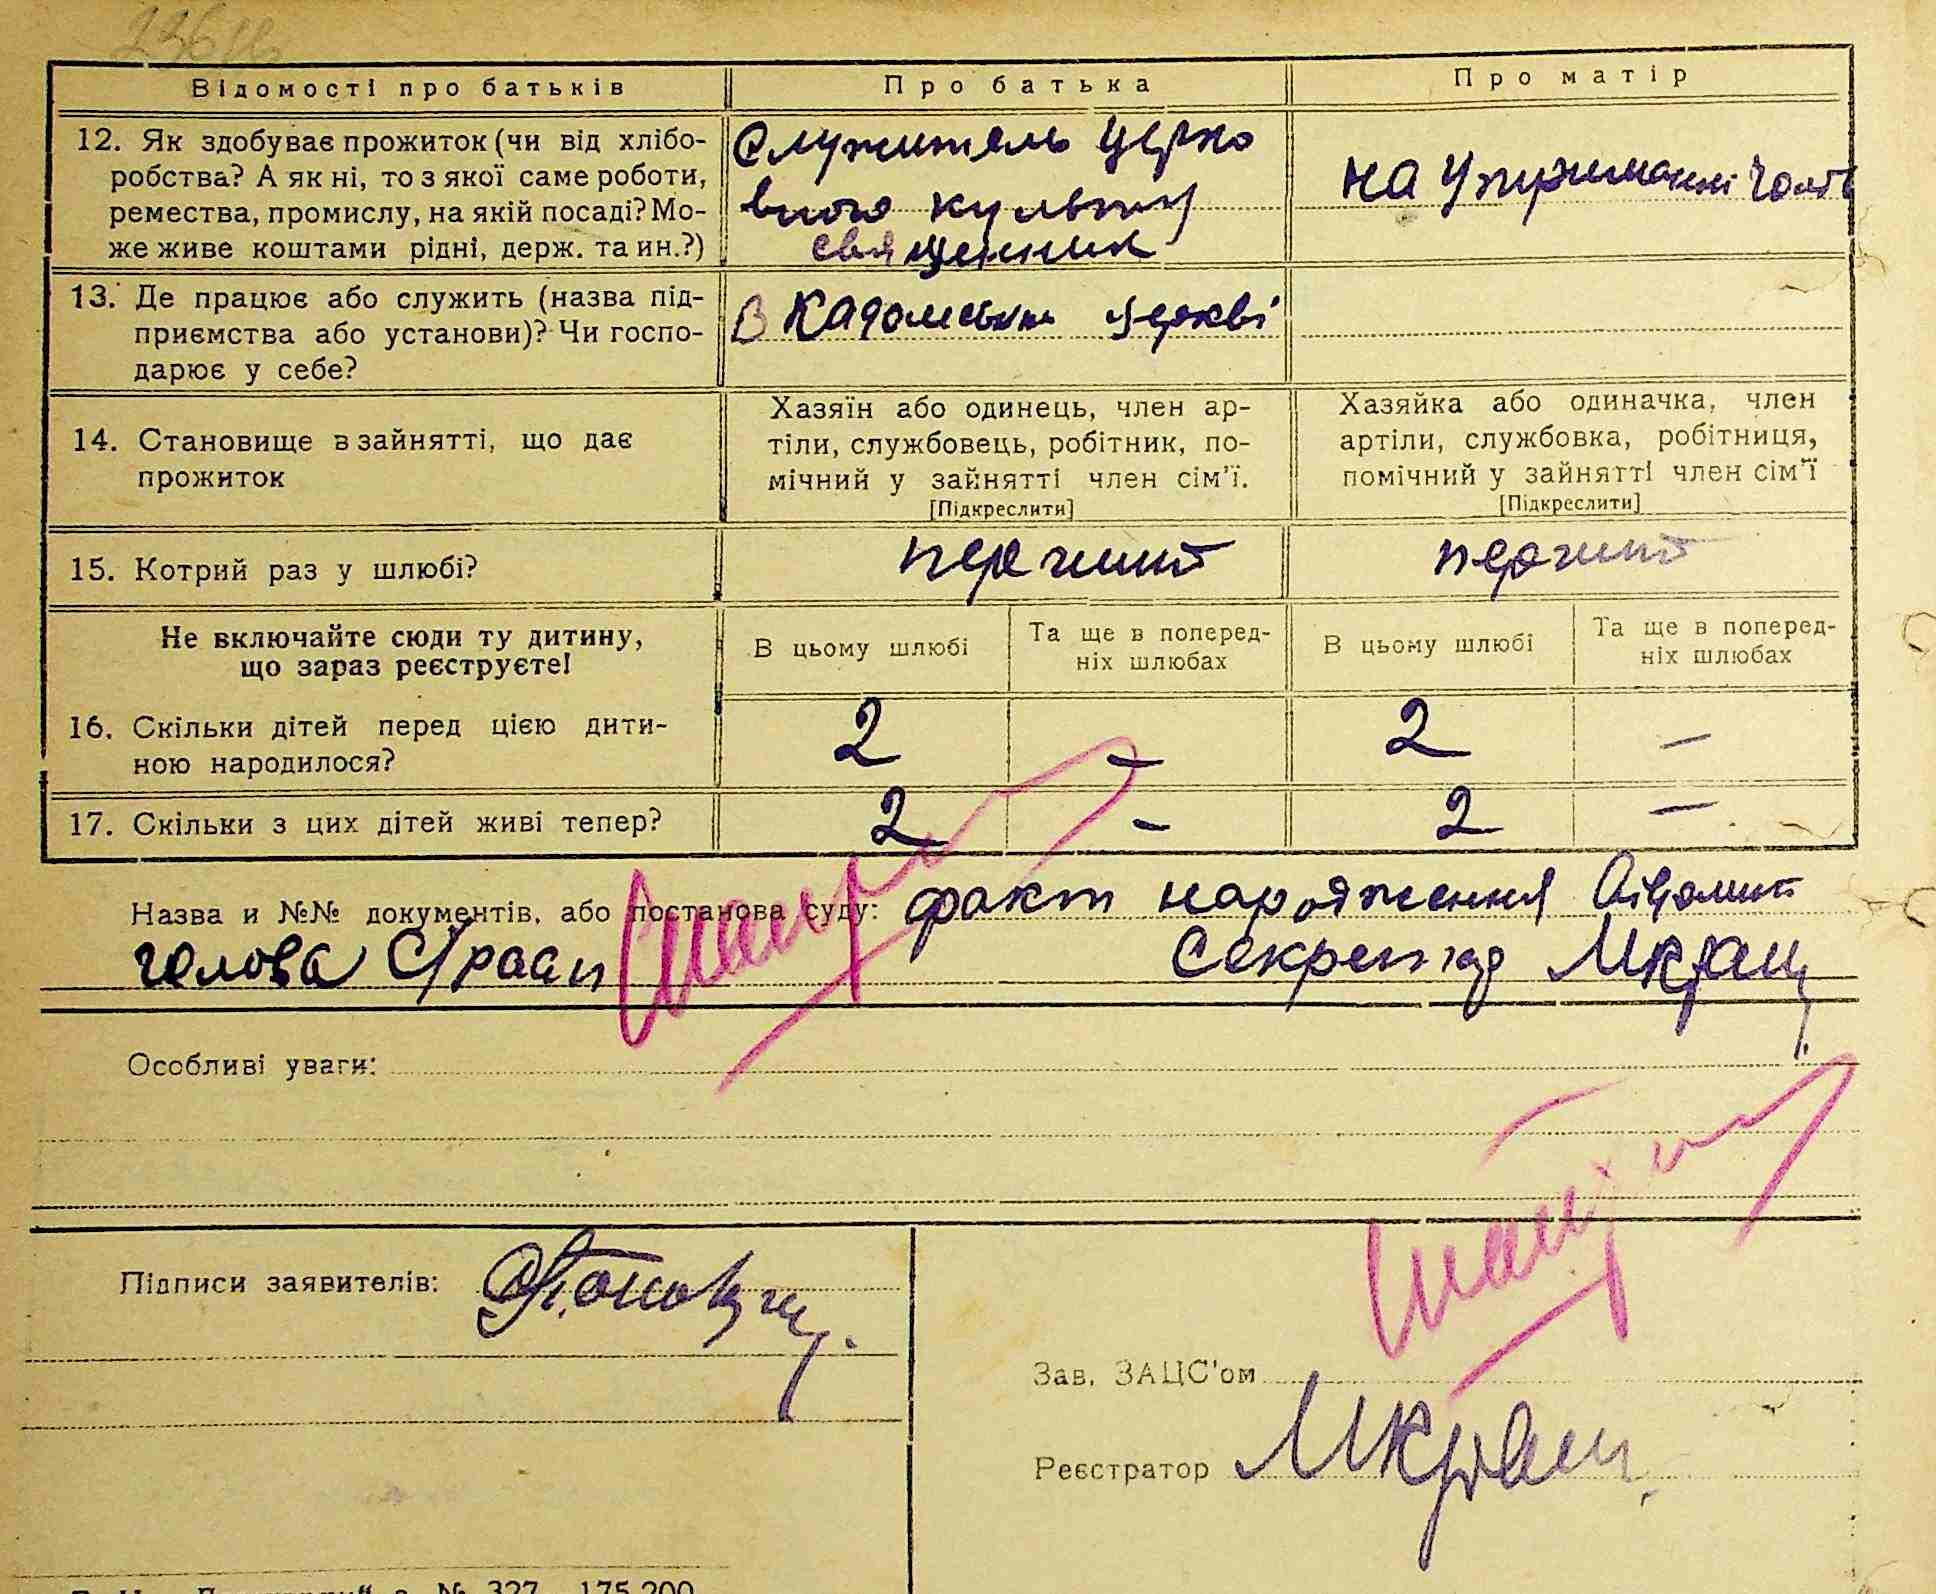 Відомості про батьків
Про батька
Про матір
12. Як здобуває прожиток (чи від хлібо-
робства? А як ні, то з якої саме роботи,
ремества, промислу, на якій посаді? Мо-
же живе коштами рідні, держ. та ин.?)
Служитель церко
вного культу
священник
на утриманні
13. Де працює або служить (назва під-
приємства або установи)? Чи госпо-
дарює у себе?
В Кадомській церкві
14. Становище в зайнятті, що дає
прожиток
Хазяїн або одинець, член ар-
тіли, службовець, робітник, по-
мічний у зайнятті член сім'ї.
[Підкреслити]
Хазяйка або одиначка, член
артіли, службовка, робітниця,
помічний у зайнятті член сім'ї
[Підкреслити]
15. Котрий раз у шлюбі?
перший
перший
Не включайте сюди ту дитину,
що зараз реєструєте!
В цьому шлюбі
Та ще в поперед-
ніх шлюбах
В цьому шлюбі
Та ще в поперед-
ніх шлюбах
16. Скільки дітей перед цією дити-
ною народилося?
2 – 2 –
17. Скільки з цих дітей живі тепер?
2 – 2 –
Назва и №№ документів, або постанова суду: факт народження
голова с/ради Секретар
Особливі уваги:
Підписи заявителів:
Зав. ЗАЦС'ом
Реєстратор
№ 327 175.200